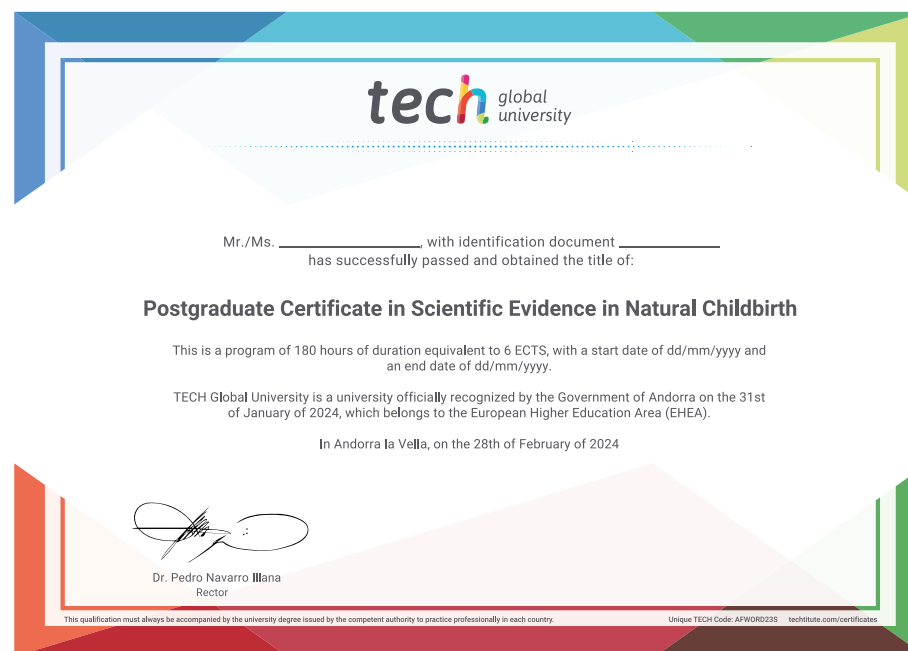 tech global university
Mr./Ms. ____________________, with identification document ______________
has successfully passed and obtained the title of:
Postgraduate Certificate in Scientific Evidence in Natural Childbirth
This is a program of 180 hours of duration equivalent to 6 ECTS, with a start date of dd/mm/yyyy and
an end date of dd/mm/yyyy.
TECH Global University is a university officially recognized by the Government of Andorra on the 31st
of January of 2024, which belongs to the European Higher Education Area (EHEA).
In Andorra la Vella, on the 28th of February of 2024
Dr. Pedro Navarro Illana
Rector
This qualification must always be accompanied by the university degree issued by the competent authority to practice professionally in each country.
Unique TECH Code: AFWORD23S techtitute.com/certificates